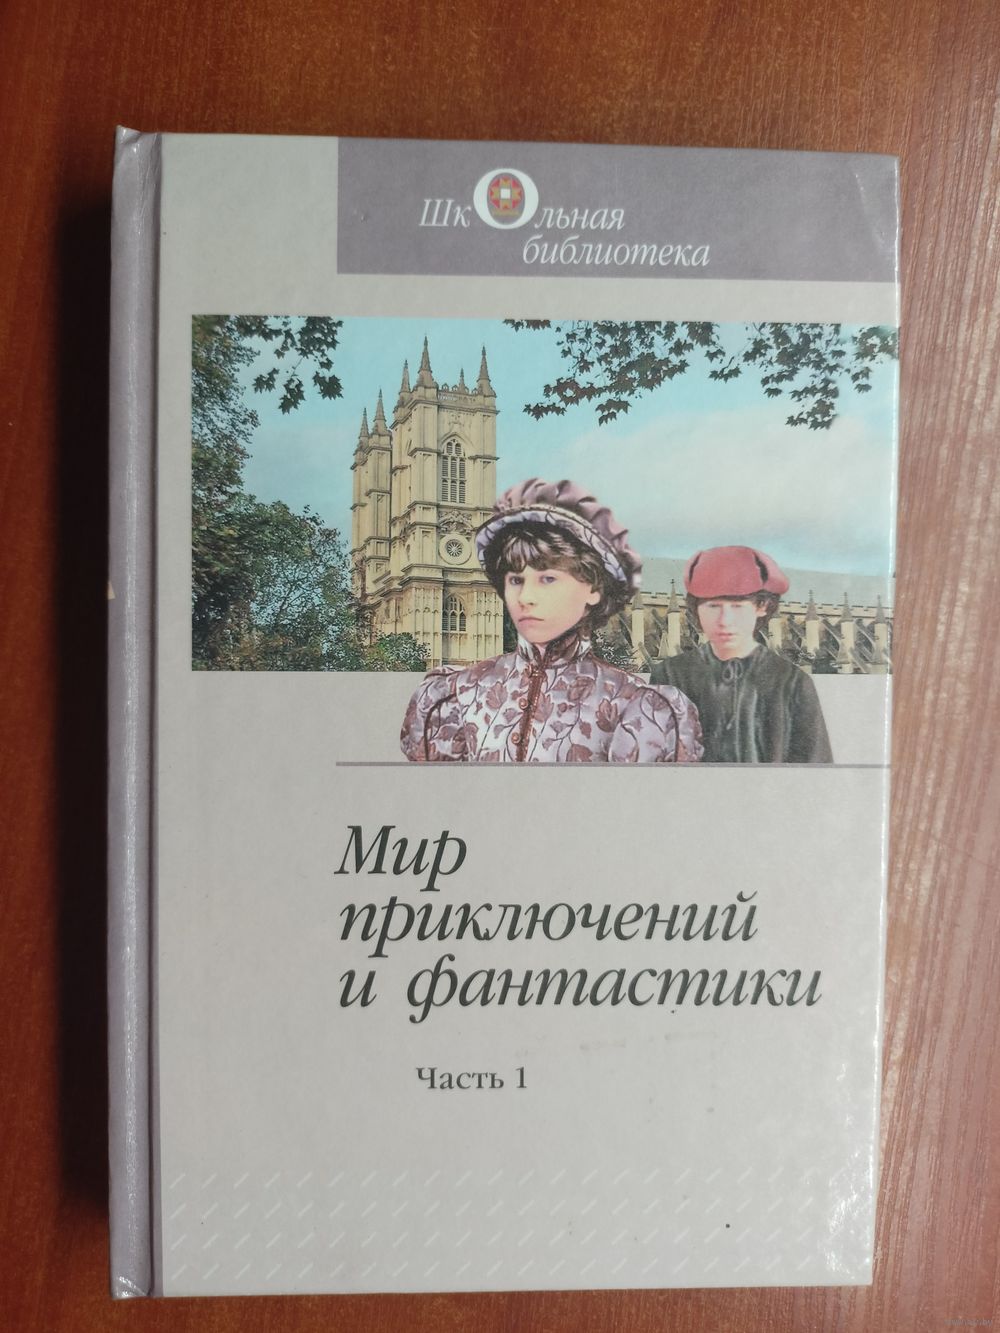 Школьная
библиотека
Мир
приключений
и фантастики
Часть 1